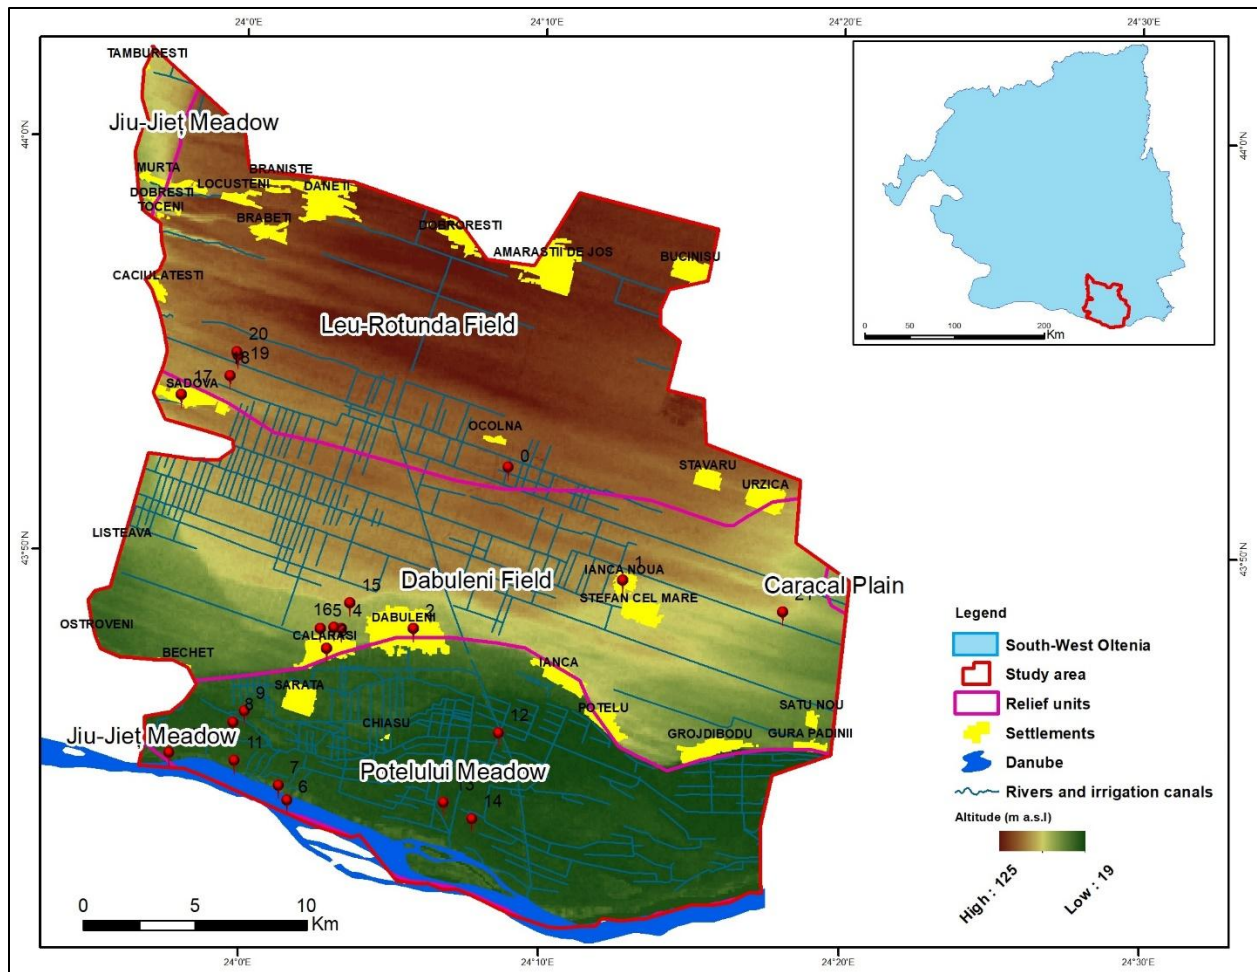 24°0'E 24°10'E 24°20'E 24°30'E
TAMBURESTI
Jiu-Jieț Meadow
44°0'N 44°0'N
MURTA BRANISTE
LOCUSTENI DANETI
DOBRESTI
TOCENI
BRABETI DOBRORESTI
AMARASTII DE JOS BUCINISU
CACIULATESTI
0 50 100 200
Km
Leu-Rotunda Field
20
19
18
17
SADOVA
OCOLNA
0
STAVARU
URZICA
LISTEAVA
43°50'N 43°50'N
1
IANCA NOUA
Dabuleni Field Caracal Plain
STEFAN CEL MARE
15
2
DABULENI
CALARASI
OSTROVENI
BECHET
IANCA
SARATA
9
8
POTELU
SATU NOU
CHIASU
12
GROJDIBODU GURA PADINII
Jiu-Jieț Meadow
11
Potelului Meadow
7
6
13
14
Legend
South-West Oltenia
Study area
Relief units
Settlements
Danube
Rivers and irrigation canals
Altitude (m a.s.l)
High : 125 Low : 19
0 5 10
Km
24°0'E 24°10'E 24°20'E 24°30'E